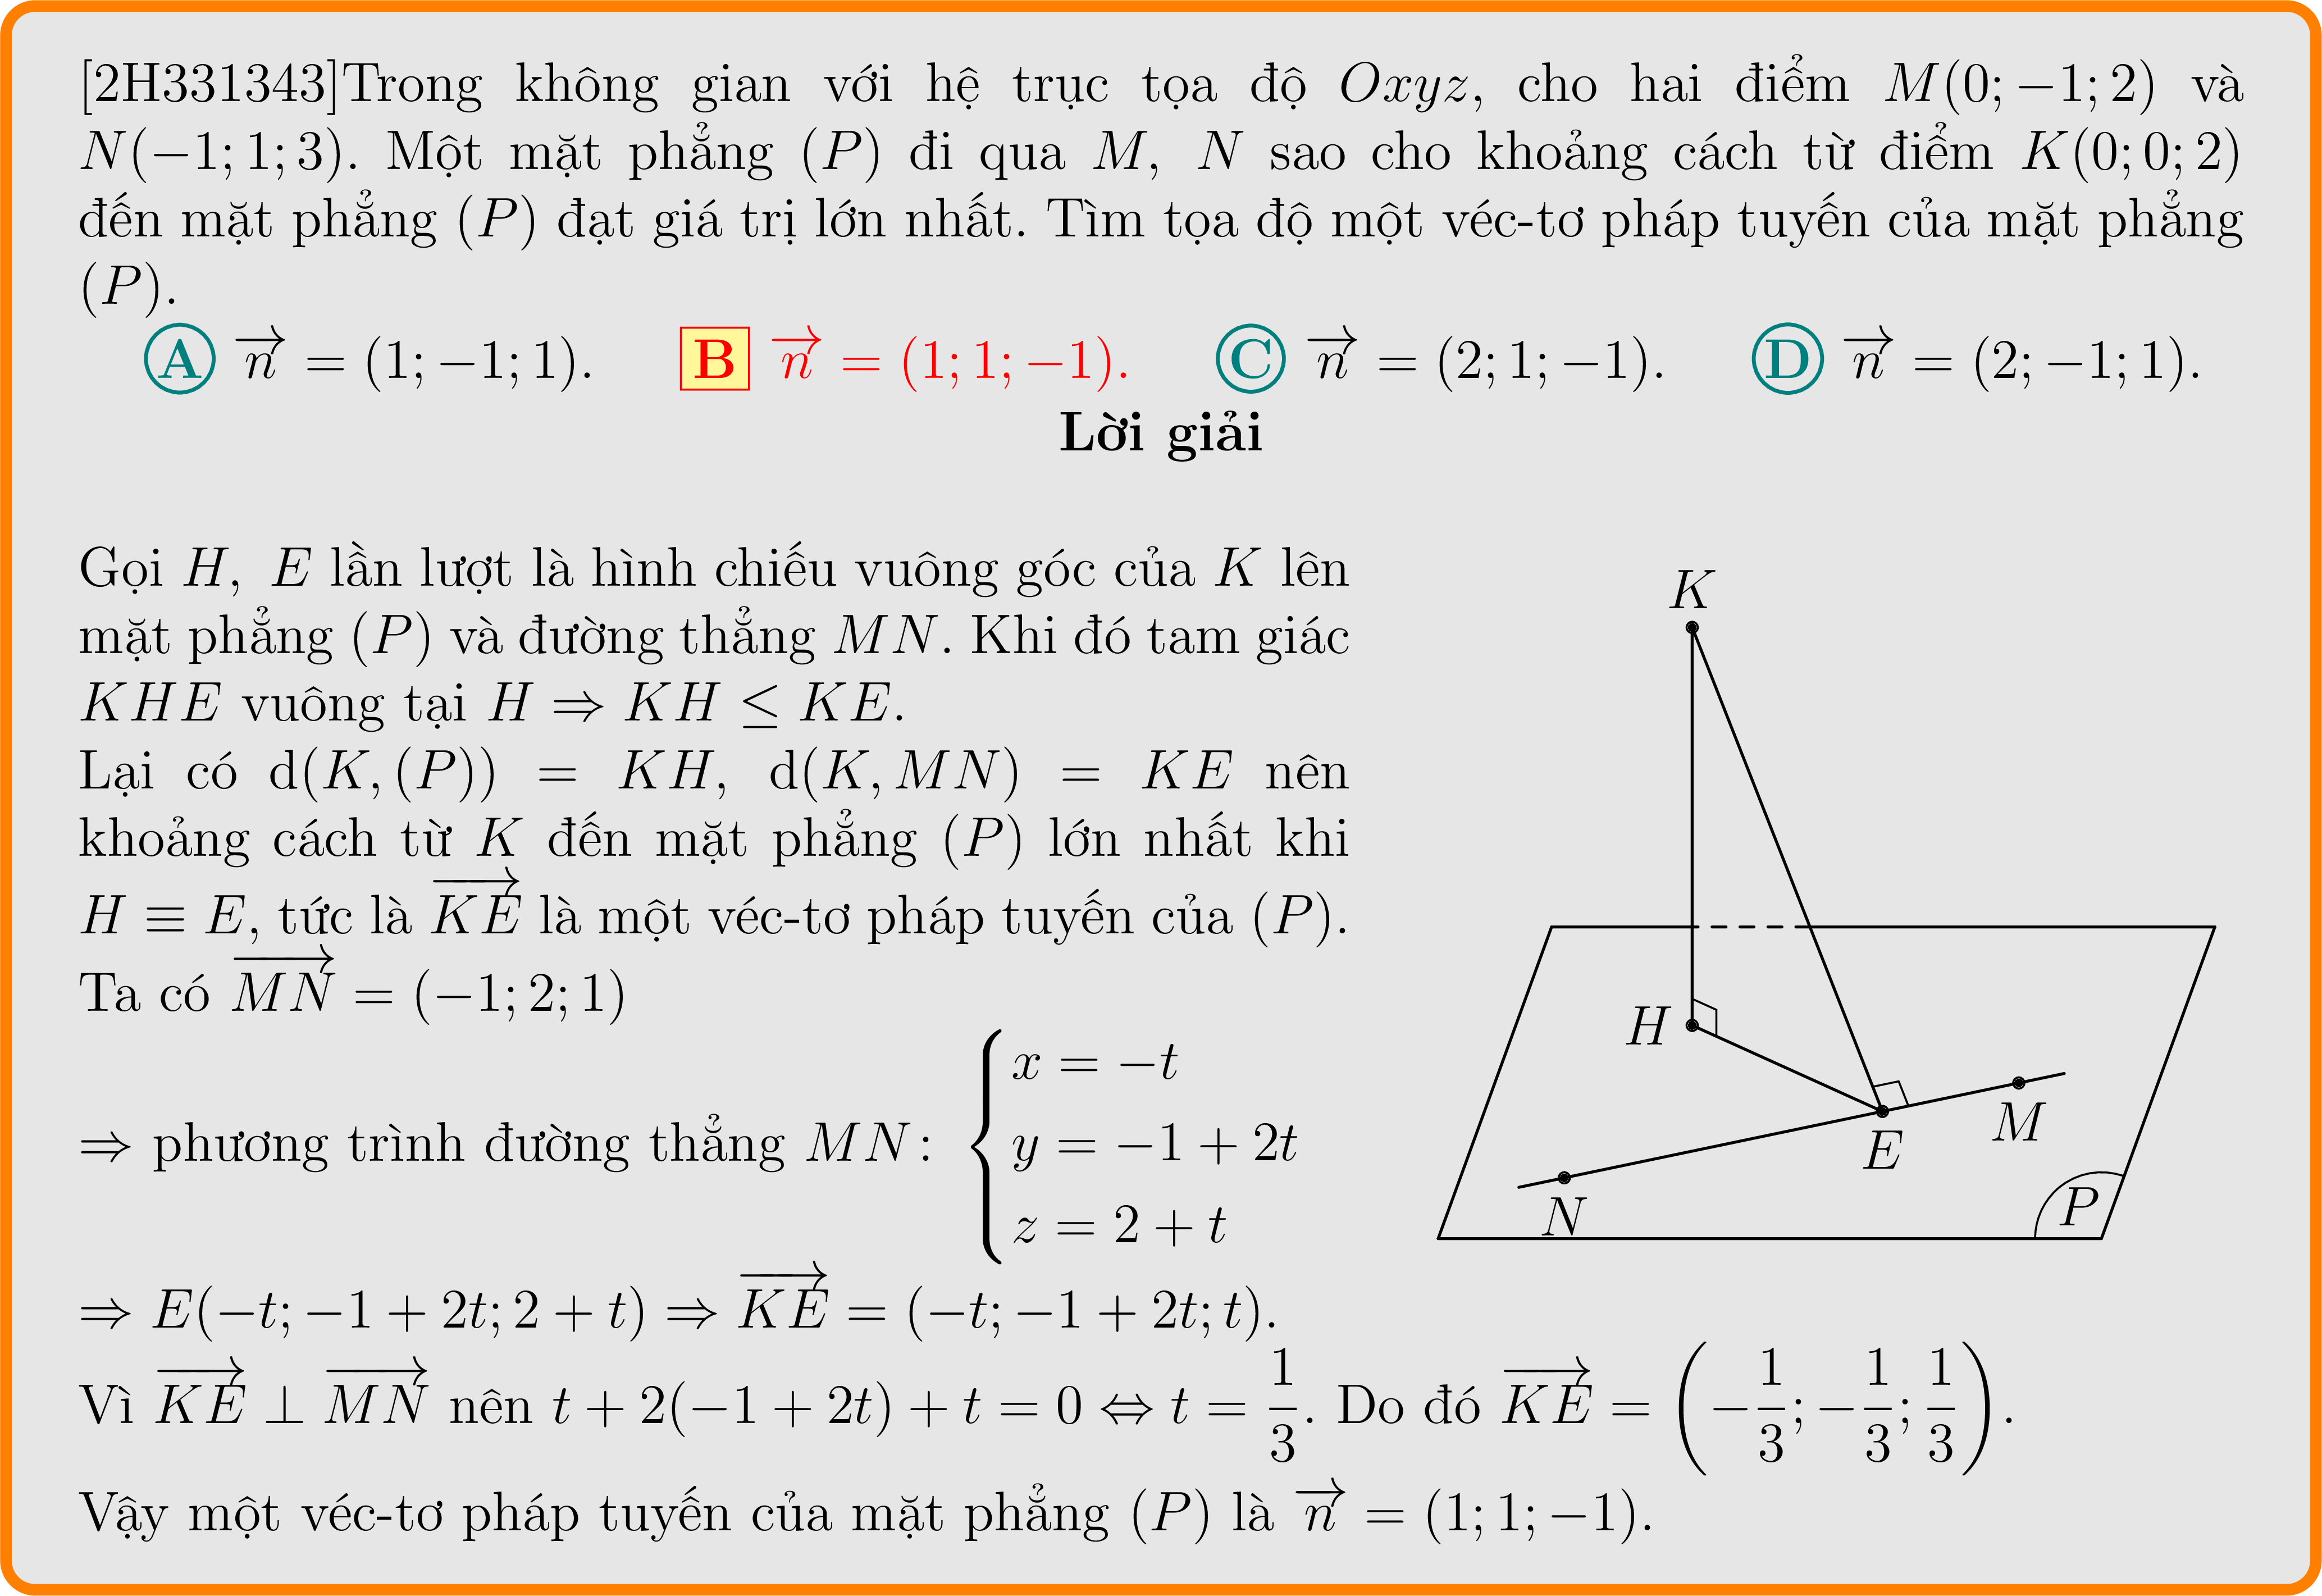 [2H331343]Trong không gian với hệ trục tọa độ Oxyz, cho hai điểm M(0; −1; 2) và
N(−1; 1; 3). Một mặt phẳng (P) đi qua M, N sao cho khoảng cách từ điểm K(0; 0; 2)
đến mặt phẳng (P) đạt giá trị lớn nhất. Tìm tọa độ một véc-tơ pháp tuyến của mặt phẳng
(P).
A $\overrightarrow{n}$ = (1; −1; 1). B $\overrightarrow{n}$ = (1; 1; −1). C $\overrightarrow{n}$ = (2; 1; −1). D $\overrightarrow{n}$ = (2; −1; 1).
Lời giải
Gọi H, E lần lượt là hình chiếu vuông góc của K lên
mặt phẳng (P) và đường thẳng MN. Khi đó tam giác
KHE vuông tại H ⇒ KH ≤ KE.
Lại có d(K, (P)) = KH, d(K, MN) = KE nên
khoảng cách từ K đến mặt phẳng (P) lớn nhất khi
H ≡ E, tức là $\overrightarrow{KE}$ là một véc-tơ pháp tuyến của (P).
Ta có $\overrightarrow{MN}$ = (−1; 2; 1)
⇒ phương trình đường thẳng MN: $\begin{cases} x = -t \\ y = -1 + 2t \\ z = 2 + t \end{cases}$
⇒ E(−t; −1 + 2t; 2 + t) ⇒ $\overrightarrow{KE}$ = (−t; −1 + 2t; t).
Vì $\overrightarrow{KE}$ ⊥ $\overrightarrow{MN}$ nên t + 2(−1 + 2t) + t = 0 ⇔ t = $\frac{1}{3}$. Do đó $\overrightarrow{KE}$ = $\left(-\frac{1}{3}; -\frac{1}{3}; \frac{1}{3}\right)$.
Vậy một véc-tơ pháp tuyến của mặt phẳng (P) là $\overrightarrow{n}$ = (1; 1; −1).
K
H
M
E
N
P